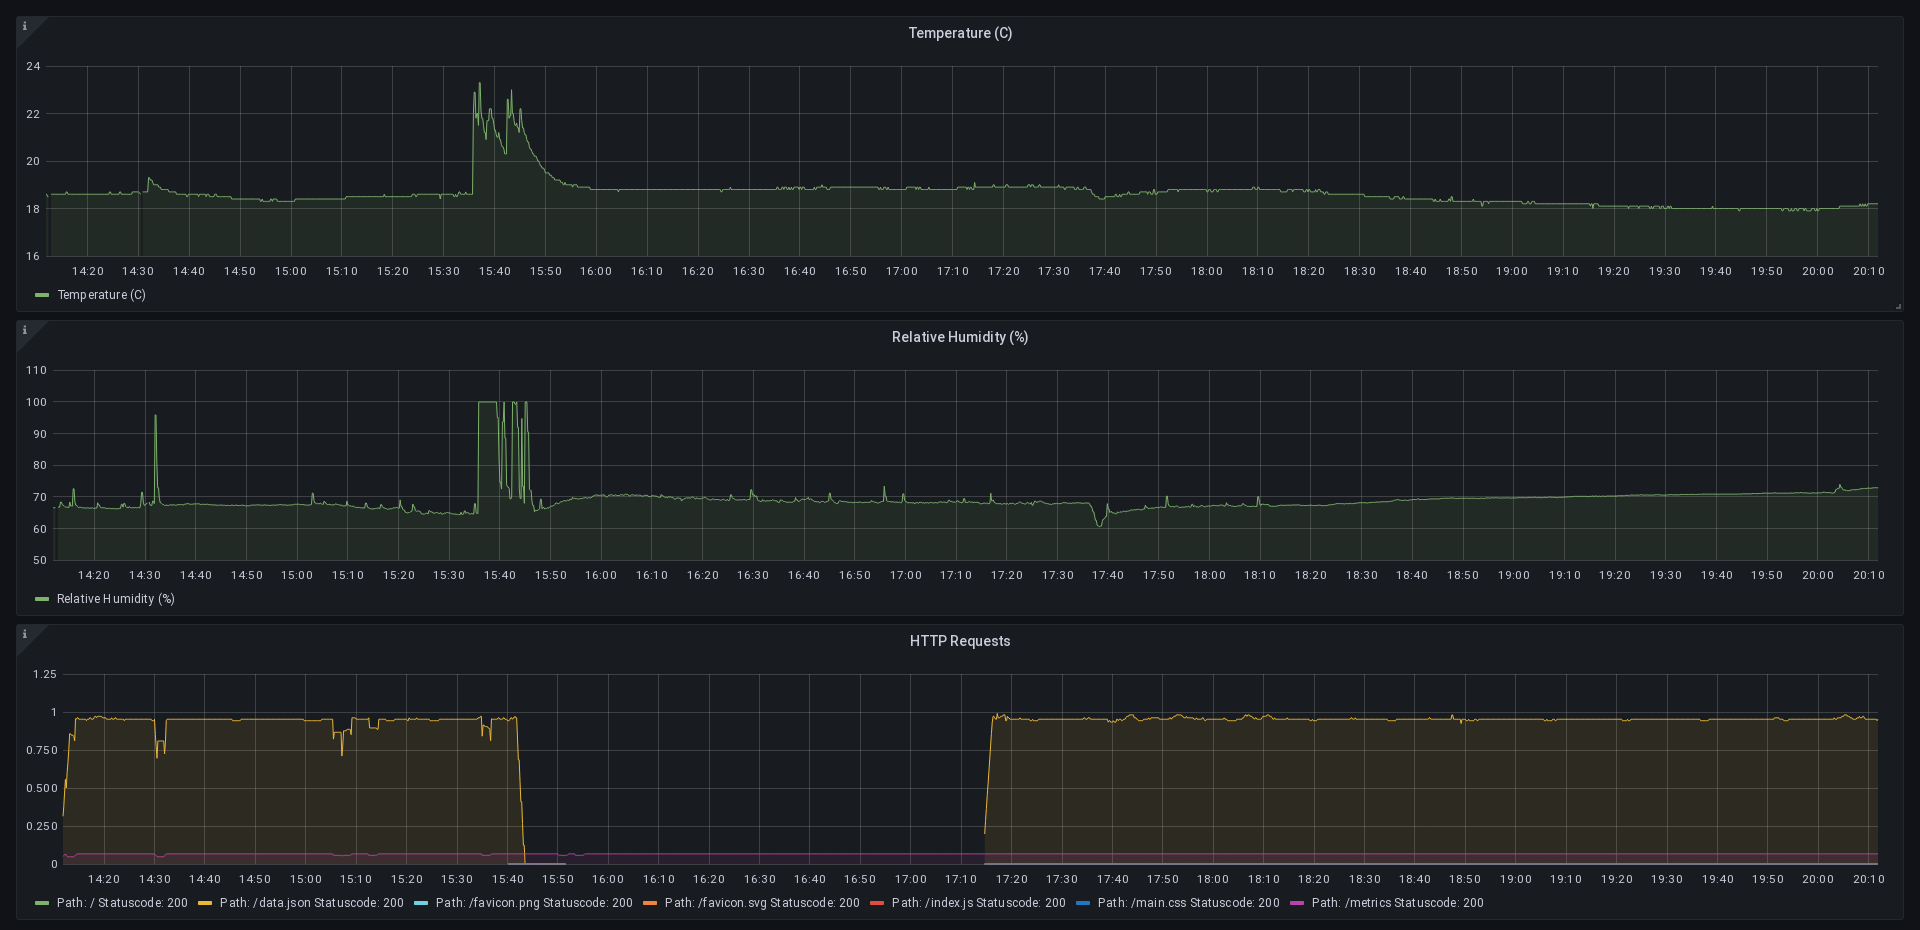 Temperature (C)
24
22
20
18
16
14:20 14:30 14:40 14:50 15:00 15:10 15:20 15:30 15:40 15:50 16:00 16:10 16:20 16:30 16:40 16:50 17:00 17:10 17:20 17:30 17:40 17:50 18:00 18:10 18:20 18:30 18:40 18:50 19:00 19:10 19:20 19:30 19:40 19:50 20:00 20:10
Temperature (C)
Relative Humidity (%)
110
100
90
80
70
60
50
14:20 14:30 14:40 14:50 15:00 15:10 15:20 15:30 15:40 15:50 16:00 16:10 16:20 16:30 16:40 16:50 17:00 17:10 17:20 17:30 17:40 17:50 18:00 18:10 18:20 18:30 18:40 18:50 19:00 19:10 19:20 19:30 19:40 19:50 20:00 20:10
Relative Humidity (%)
HTTP Requests
1.25
1
0.750
0.500
0.250
0
14:20 14:30 14:40 14:50 15:00 15:10 15:20 15:30 15:40 15:50 16:00 16:10 16:20 16:30 16:40 16:50 17:00 17:10 17:20 17:30 17:40 17:50 18:00 18:10 18:20 18:30 18:40 18:50 19:00 19:10 19:20 19:30 19:40 19:50 20:00 20:10
Path: / Statuscode: 200 Path: /data.json Statuscode: 200 Path: /favicon.png Statuscode: 200 Path: /favicon.svg Statuscode: 200 Path: /index.js Statuscode: 200 Path: /main.css Statuscode: 200 Path: /metrics Statuscode: 200